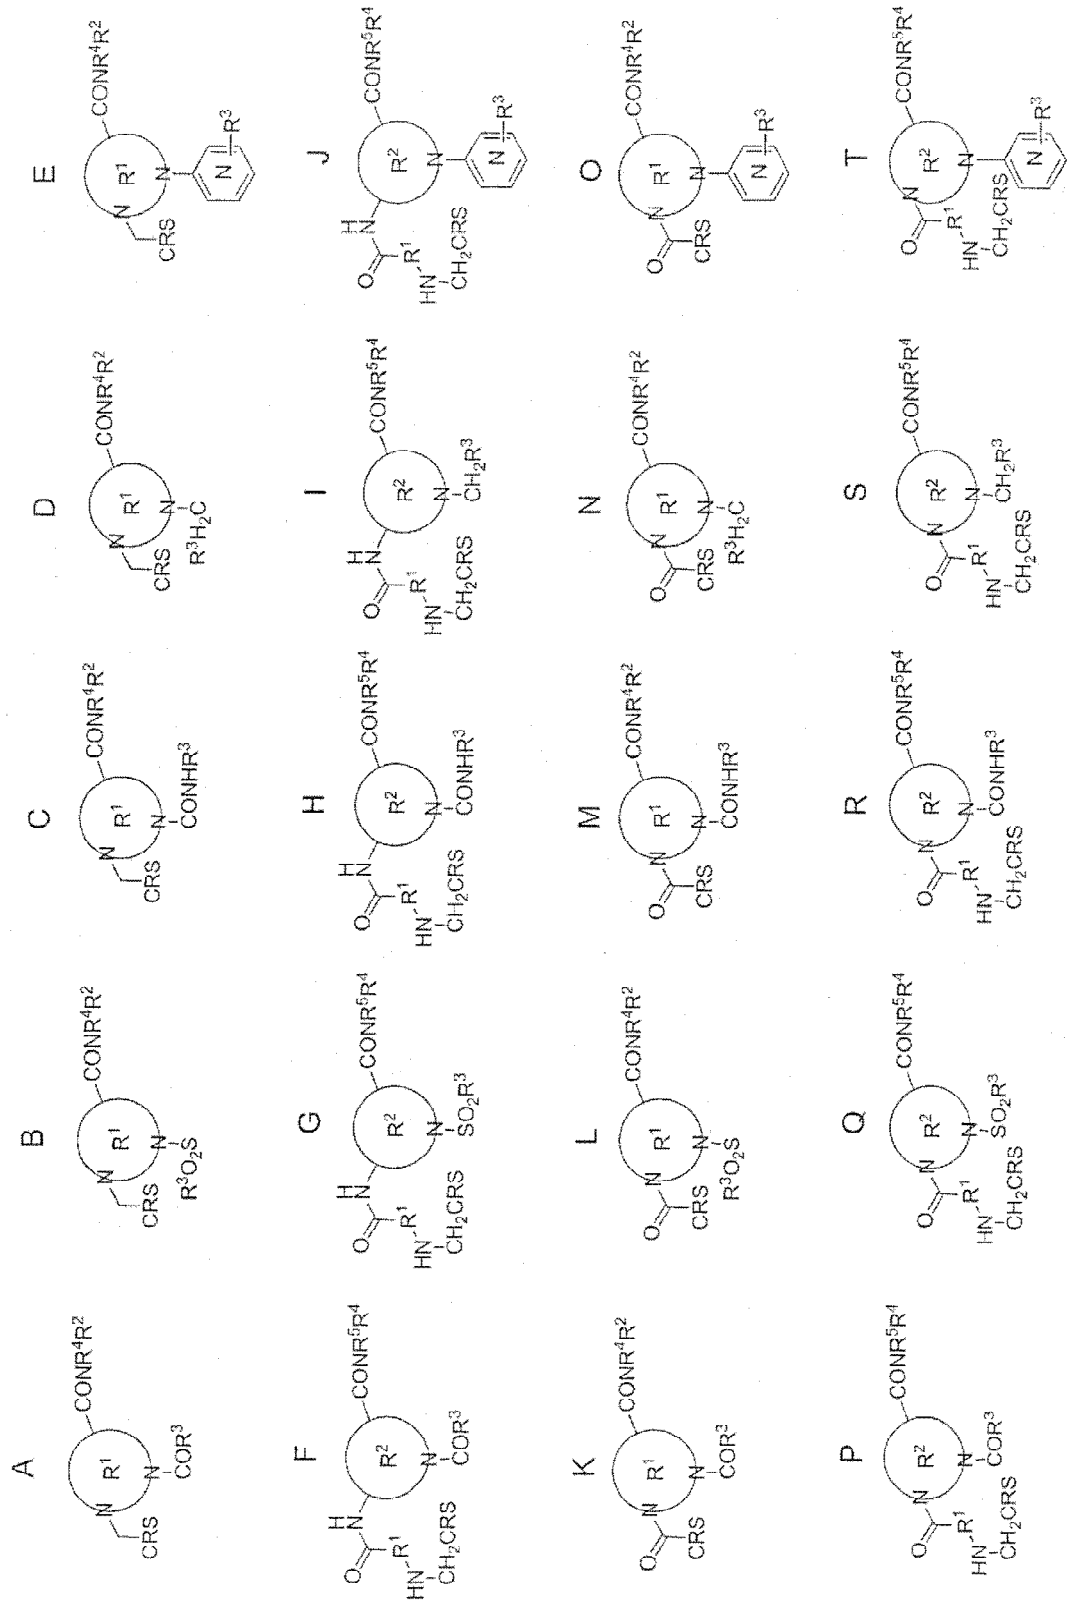 A
CONR⁴R²
R¹
N
CRS
N
COR³
B
CONR⁴R²
R¹
N
CRS
N
R³O₂S
C
CONR⁴R²
R¹
N
CRS
N
CONHR³
D
CONR⁴R²
R¹
N
CRS
N
R³H₂C
E
CONR⁴R²
R¹
N
CRS
N
N
R³
F
CONR⁵R⁴
H
N
R²
O
R¹
N
COR³
HN
CH₂CRS
G
CONR⁵R⁴
H
N
R²
O
R¹
N
SO₂R³
HN
CH₂CRS
H
CONR⁵R⁴
H
N
R²
O
R¹
N
CONHR³
HN
CH₂CRS
I
CONR⁵R⁴
H
N
R²
O
R¹
N
CH₂R³
HN
CH₂CRS
J
CONR⁵R⁴
H
N
R²
O
R¹
N
HN
CH₂CRS
N
R³
K
CONR⁴R²
R¹
N
O
CRS
N
L
CONR⁴R²
R¹
N
O
CRS
N
R³O₂S
M
CONR⁴R²
R¹
N
O
CRS
N
CONHR³
N
CONR⁴R²
R¹
N
O
CRS
N
R³H₂C
O
CONR⁴R²
R¹
N
O
CRS
N
N
R³
P
CONR⁵R⁴
R²
N
O
R¹
N
COR³
HN
CH₂CRS
Q
CONR⁵R⁴
R²
N
O
R¹
N
SO₂R³
HN
CH₂CRS
R
CONR⁵R⁴
R²
N
O
R¹
N
CONHR³
HN
CH₂CRS
S
CONR⁵R⁴
R²
N
O
R¹
N
CH₂R³
HN
CH₂CRS
T
CONR⁵R⁴
R²
N
O
R¹
N
HN
CH₂CRS
N
R³